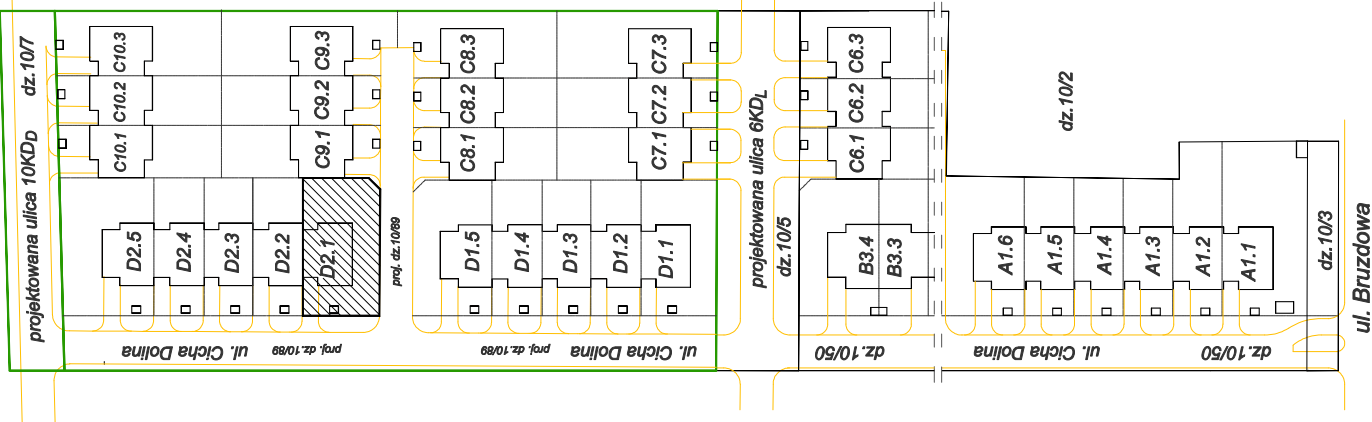 projektowana ulica 10KDD dz.10/7
C10.3
C10.2
C10.1
C9.3
C9.2
C9.1
C8.3
C8.2
C8.1
C7.3
C7.2
C7.1
C6.3
C6.2
C6.1
D2.5
D2.4
D2.3
D2.2
D2.1
proj. dz.10/89
D1.5
D1.4
D1.3
D1.2
D1.1
projektowana ulica 6KDL
dz.10/5
B3.4
B3.3
dz.10/2
A1.6
A1.5
A1.4
A1.3
A1.2
A1.1
dz.10/3
ul. Bruzdowa
ul. Cicha Dolina
proj. dz.10/89
proj. dz.10/89
ul. Cicha Dolina
dz.10/50
ul. Cicha Dolina
dz.10/50